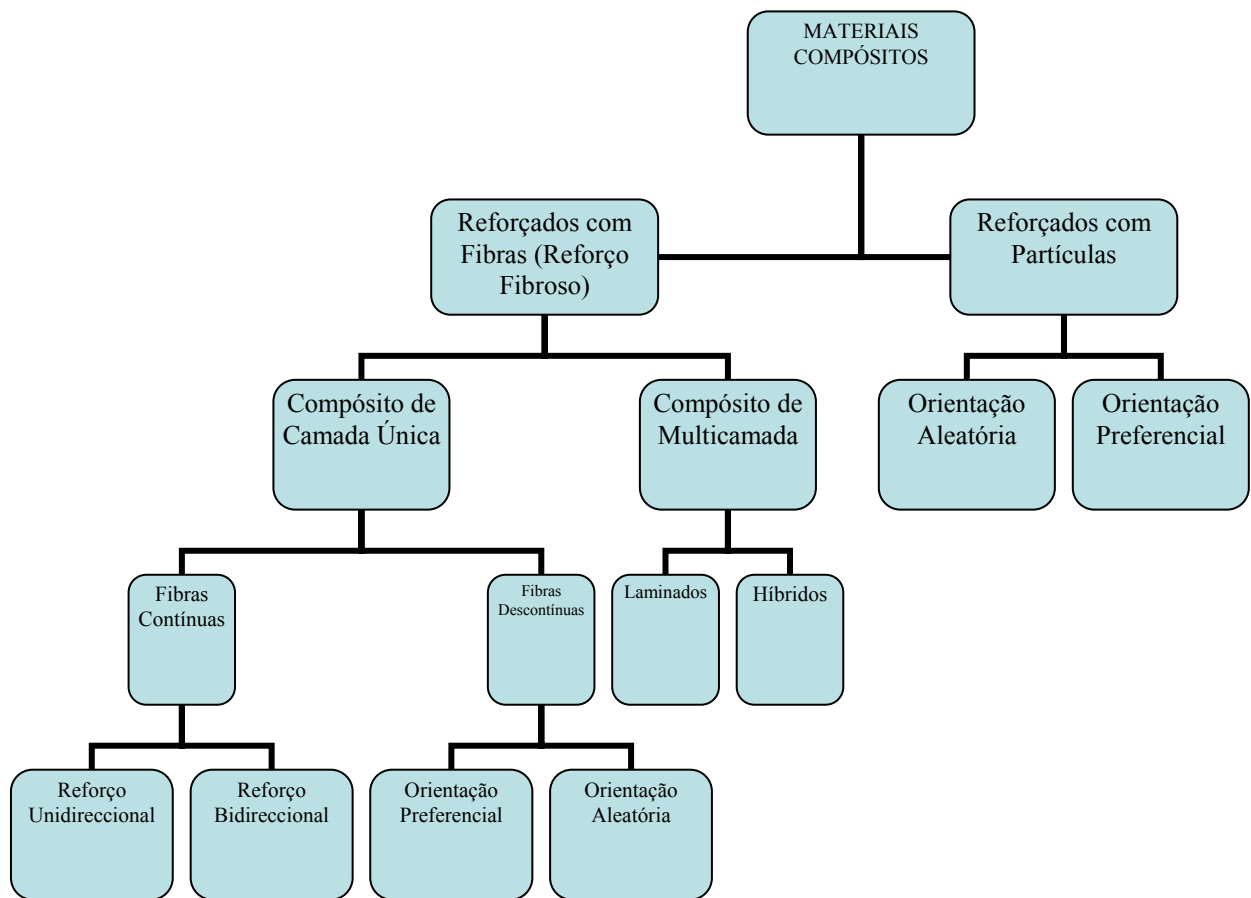 MATERIAIS
COMPÓSITOS
Reforçados com
Fibras (Reforço
Fibroso)
Reforçados com
Partículas
Compósito de
Camada Única
Compósito de
Multicamada
Orientação
Aleatória
Orientação
Preferencial
Fibras
Contínuas
Fibras
Descontínuas
Laminados
Híbridos
Reforço
Unidireccional
Reforço
Bidireccional
Orientação
Preferencial
Orientação
Aleatória